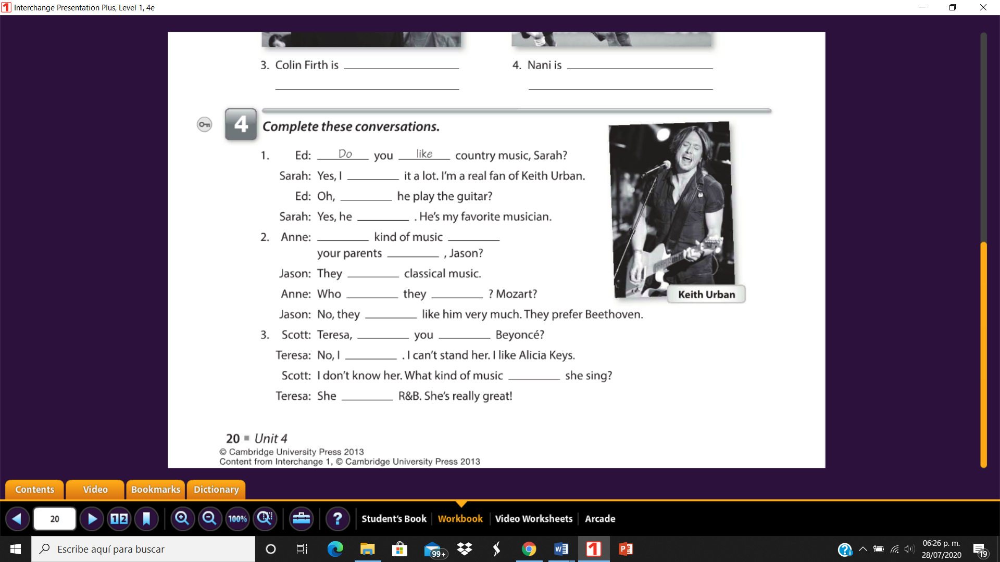 Interchange Presentation Plus, Level 1, 4e
3. Colin Firth is ____________
4. Nani is ____________
4
Complete these conversations.
1. Ed: Do you like country music, Sarah?
Sarah: Yes, I ________ it a lot. I'm a real fan of Keith Urban.
Ed: Oh, ________ he play the guitar?
Sarah: Yes, he ________ . He's my favorite musician.
2. Anne: ________ kind of music ________
your parents ________ , Jason?
Jason: They ________ classical music.
Anne: Who ________ they ________ ? Mozart?
Jason: No, they ________ like him very much. They prefer Beethoven.
3. Scott: Teresa, ________ you ________ Beyoncé?
Teresa: No, I ________ . I can't stand her. I like Alicia Keys.
Scott: I don't know her. What kind of music ________ she sing?
Teresa: She ________ R&B. She's really great!
Keith Urban
20 ■ Unit 4
© Cambridge University Press 2013
Content from Interchange 1, © Cambridge University Press 2013
Contents Video Bookmarks Dictionary
20 12 100% ? Student's Book Workbook Video Worksheets Arcade
Escribe aquí para buscar
99+
06:26 p. m.
28/07/2020
19